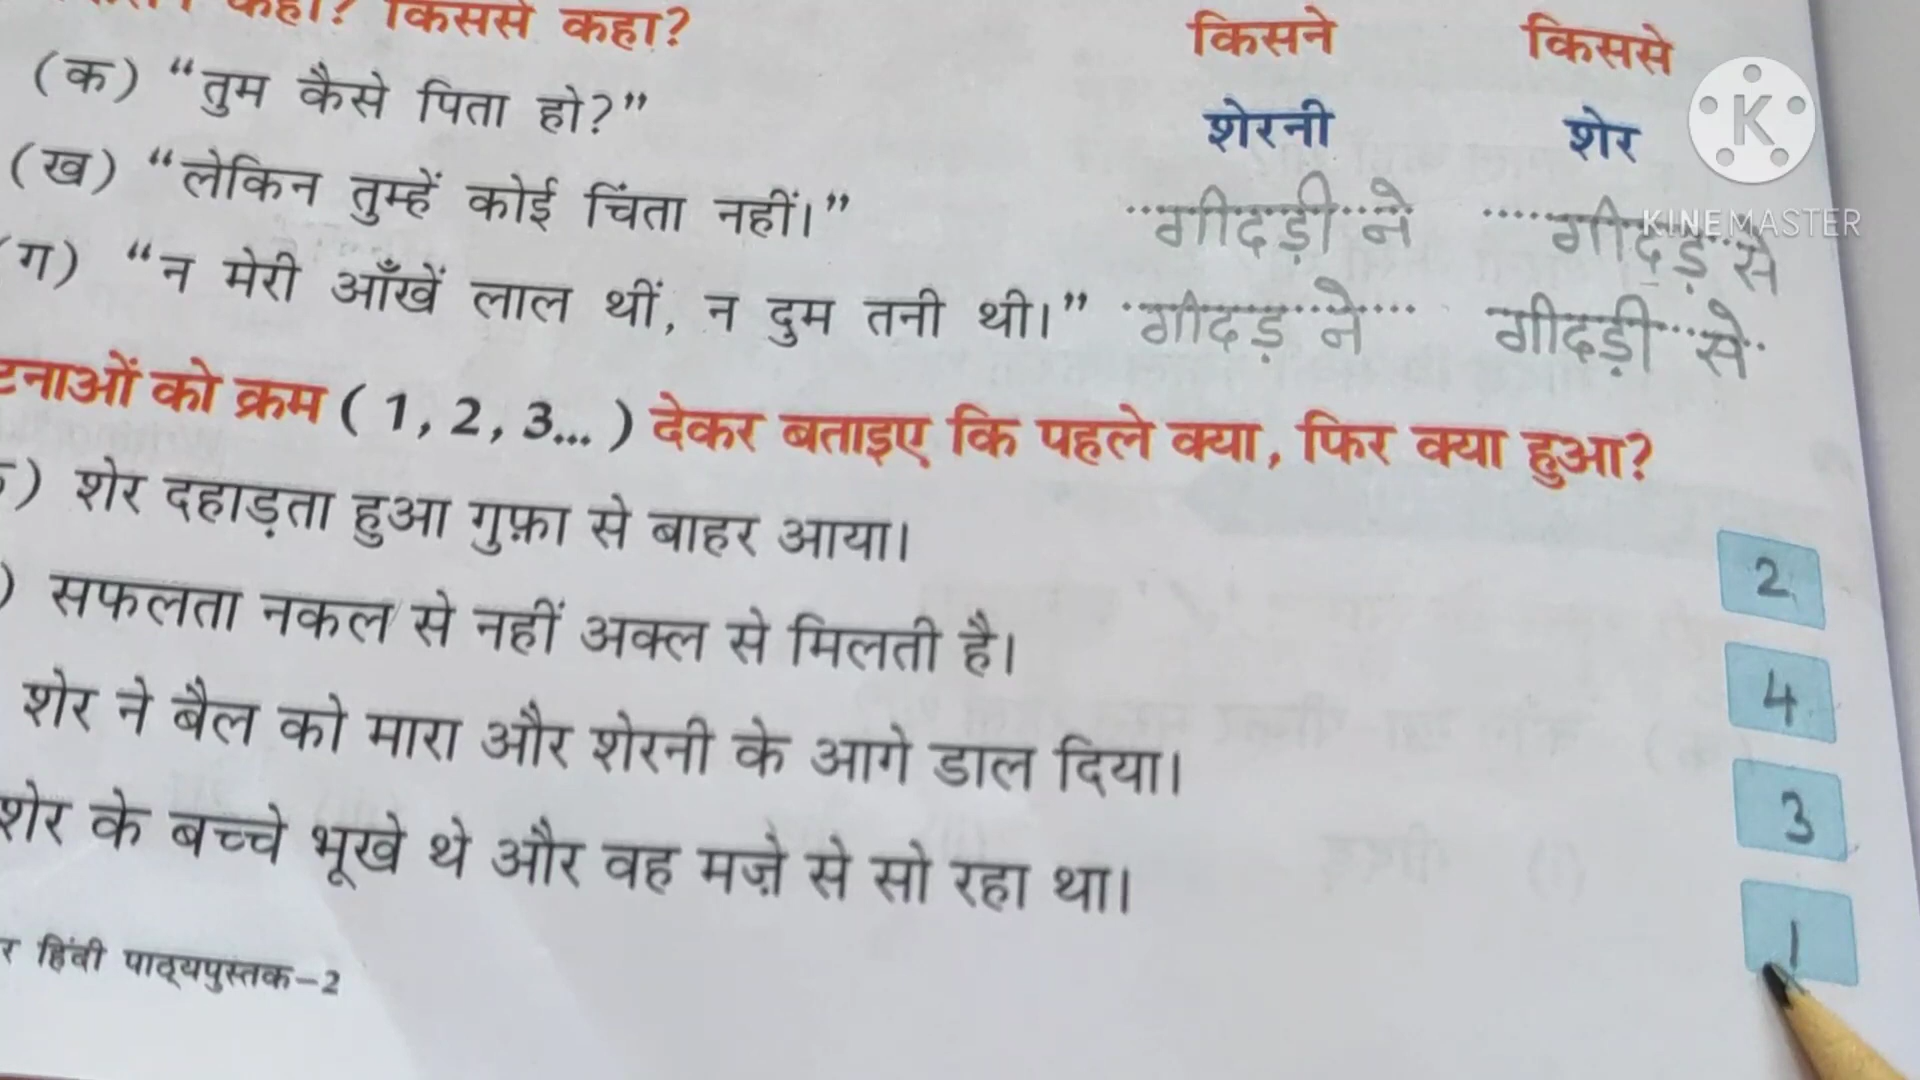 कहा? किससे कहा? किसने किससे
(क) “तुम कैसे पिता हो?” शेरनी शेर
(ख) “लेकिन तुम्हें कोई चिंता नहीं।” गीदड़ी ने गीदड़ से
ग) “न मेरी आँखें लाल थीं, न दुम तनी थी।” गीदड़ ने गीदड़ी से
टनाओं को क्रम ( 1, 2, 3... ) देकर बताइए कि पहले क्या, फिर क्या हुआ?
) शेर दहाड़ता हुआ गुफ़ा से बाहर आया। 2
) सफलता नकल से नहीं अक्ल से मिलती है। 4
शेर ने बैल को मारा और शेरनी के आगे डाल दिया। 3
शेर के बच्चे भूखे थे और वह मज़े से सो रहा था। 1
र हिंदी पाठ्यपुस्तक–2
K
KINEMASTER